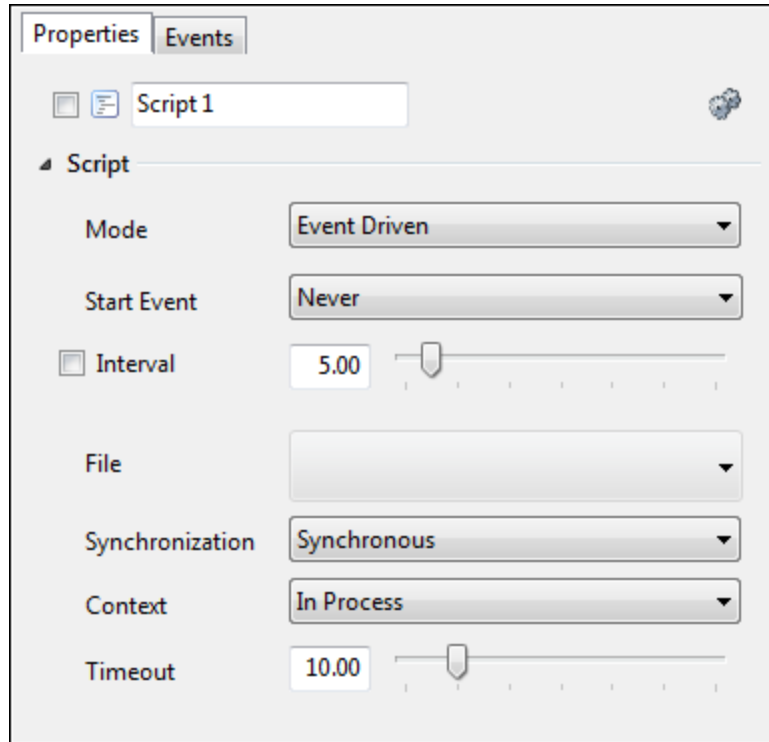 Properties Events
Script 1
Script
Mode Event Driven
Start Event Never
Interval 5.00
File
Synchronization Synchronous
Context In Process
Timeout 10.00